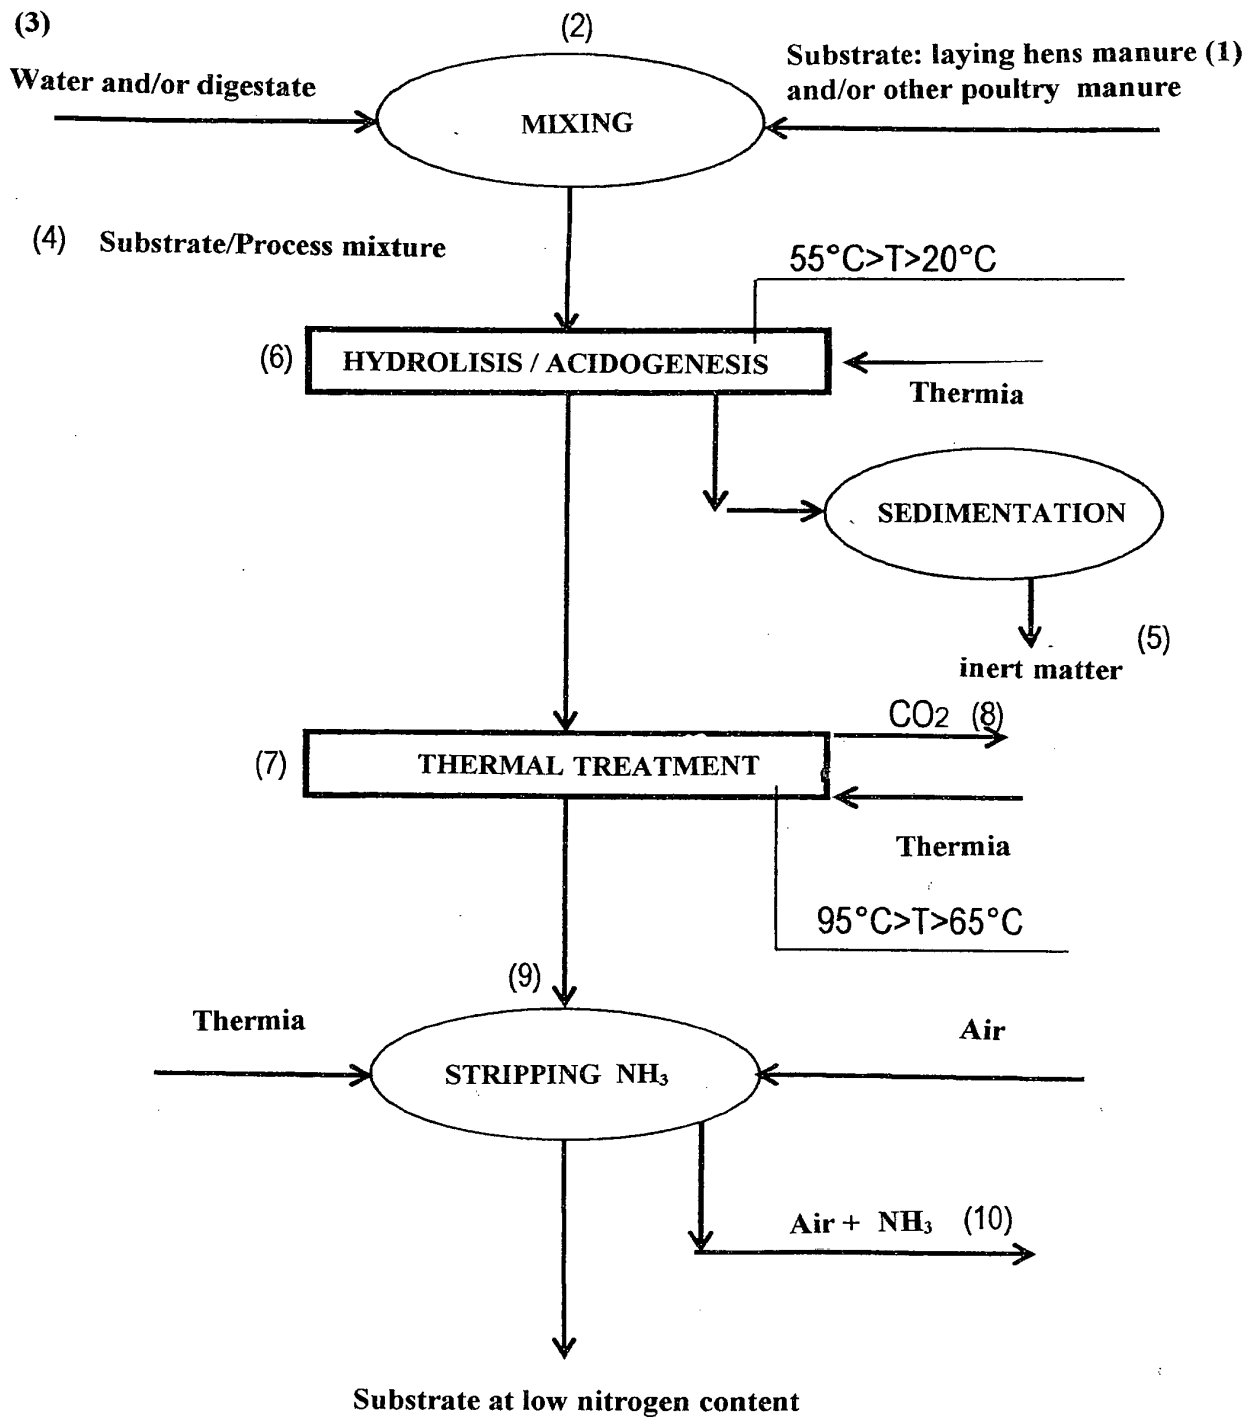 (3)
(2)
Water and/or digestate
Substrate: laying hens manure (1)
and/or other poultry manure
MIXING
(4) Substrate/Process mixture
55°C>T>20°C
(6)
HYDROLISIS / ACIDOGENESIS
Thermia
SEDIMENTATION
(5)
inert matter
CO2 (8)
(7)
THERMAL TREATMENT
Thermia
95°C>T>65°C
(9)
Thermia
Air
STRIPPING NH₃
Air + NH₃ (10)
Substrate at low nitrogen content